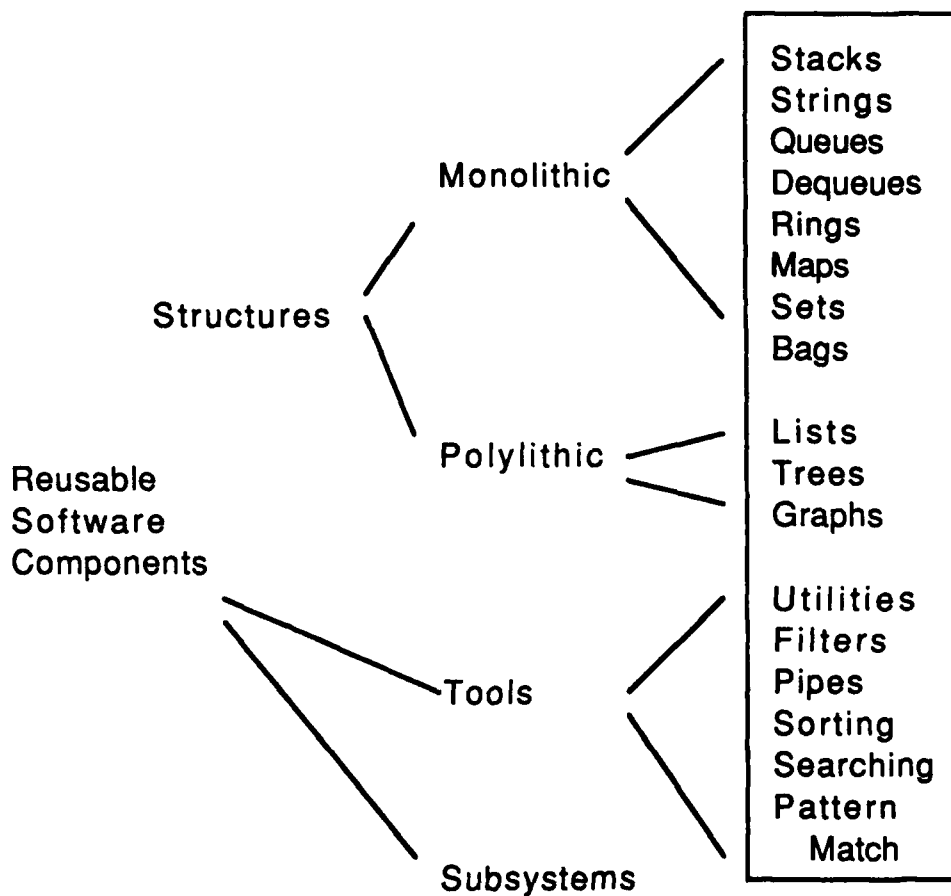 Reusable
Software
Components
Structures
Monolithic
Polylithic
Tools
Subsystems
Stacks
Strings
Queues
Dequeues
Rings
Maps
Sets
Bags
Lists
Trees
Graphs
Utilities
Filters
Pipes
Sorting
Searching
Pattern
Match